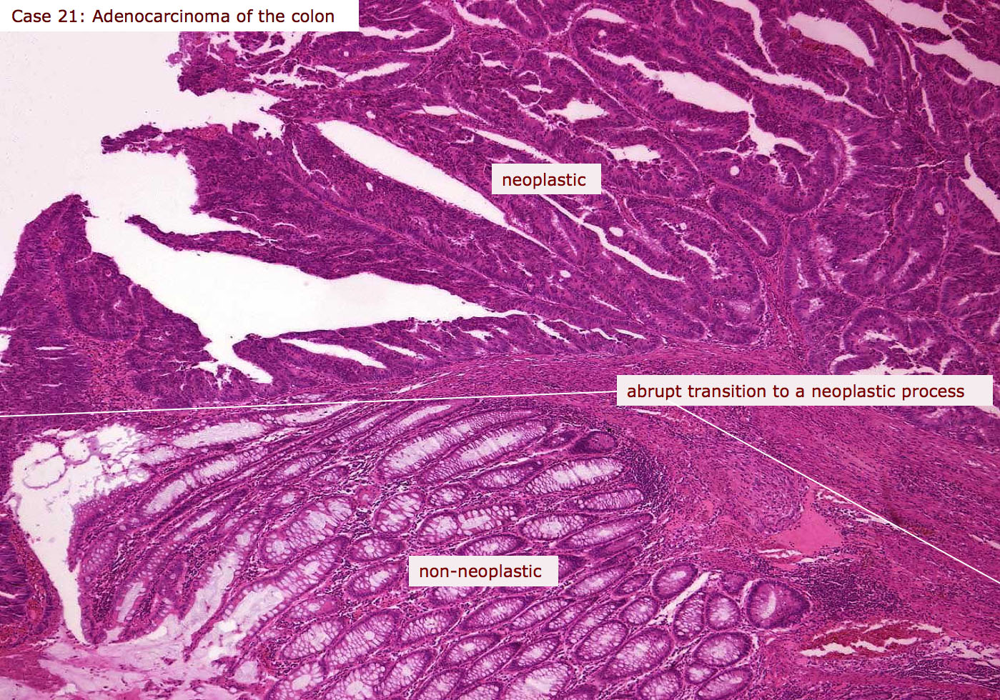 Case 21: Adenocarcinoma of the colon
neoplastic
abrupt transition to a neoplastic process
non-neoplastic